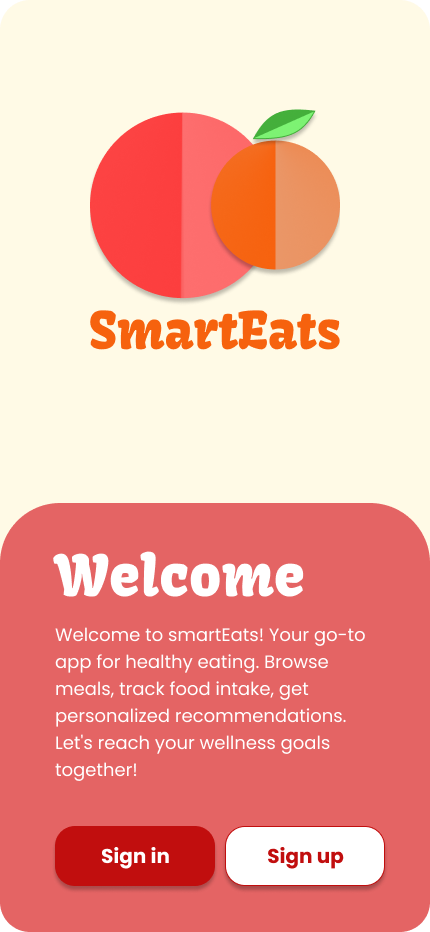 SmartEats
Welcome
Welcome to smartEats! Your go-to
app for healthy eating. Browse
meals, track food intake, get
personalized recommendations.
Let's reach your wellness goals
together!
Sign in
Sign up